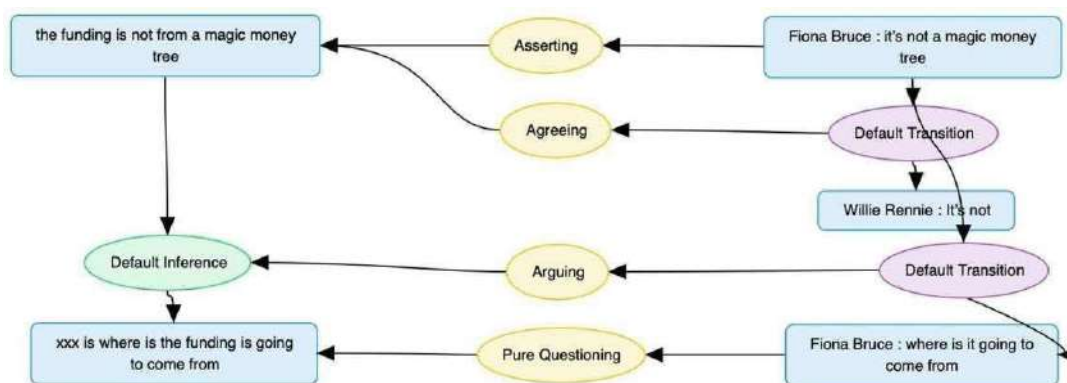 the funding is not from a magic money
tree
Asserting
Fiona Bruce : it's not a magic money
tree
Agreeing
Default Transition
Willie Rennie : It's not
Default Inference
Arguing
Default Transition
xxx is where is the funding is going
to come from
Pure Questioning
Fiona Bruce : where is it going to
come from